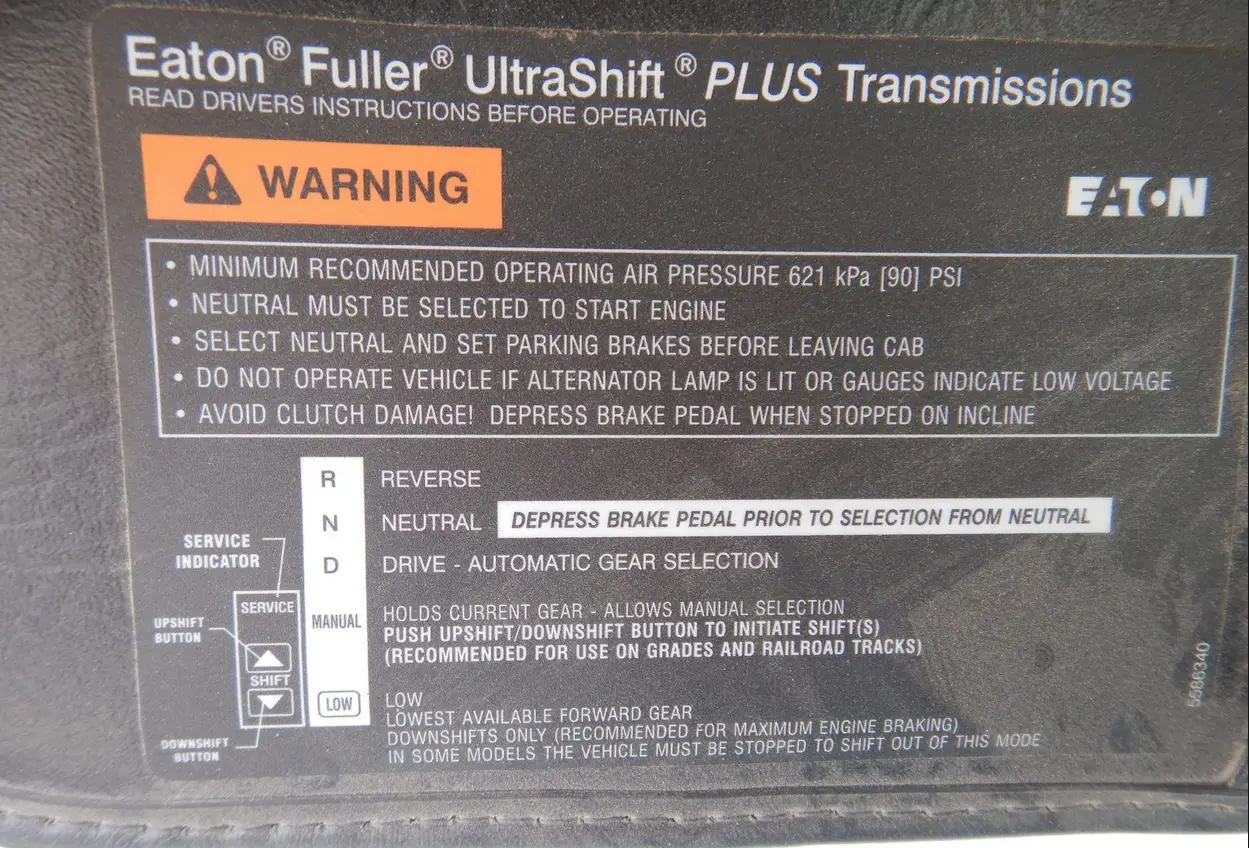 Eaton® Fuller® UltraShift® PLUS Transmissions
READ DRIVERS INSTRUCTIONS BEFORE OPERATING
WARNING
EATON
• MINIMUM RECOMMENDED OPERATING AIR PRESSURE 621 kPa [90] PSI
• NEUTRAL MUST BE SELECTED TO START ENGINE
• SELECT NEUTRAL AND SET PARKING BRAKES BEFORE LEAVING CAB
• DO NOT OPERATE VEHICLE IF ALTERNATOR LAMP IS LIT OR GAUGES INDICATE LOW VOLTAGE
• AVOID CLUTCH DAMAGE! DEPRESS BRAKE PEDAL WHEN STOPPED ON INCLINE
R REVERSE
N NEUTRAL DEPRESS BRAKE PEDAL PRIOR TO SELECTION FROM NEUTRAL
D DRIVE - AUTOMATIC GEAR SELECTION
SERVICE
INDICATOR
SERVICE
UPSHIFT
BUTTON
SHIFT
DOWNSHIFT
BUTTON
MANUAL
HOLDS CURRENT GEAR - ALLOWS MANUAL SELECTION
PUSH UPSHIFT/DOWNSHIFT BUTTON TO INITIATE SHIFT(S)
(RECOMMENDED FOR USE ON GRADES AND RAILROAD TRACKS)
LOW
LOW
LOWEST AVAILABLE FORWARD GEAR
DOWNSHIFTS ONLY (RECOMMENDED FOR MAXIMUM ENGINE BRAKING)
IN SOME MODELS THE VEHICLE MUST BE STOPPED TO SHIFT OUT OF THIS MODE
5586340